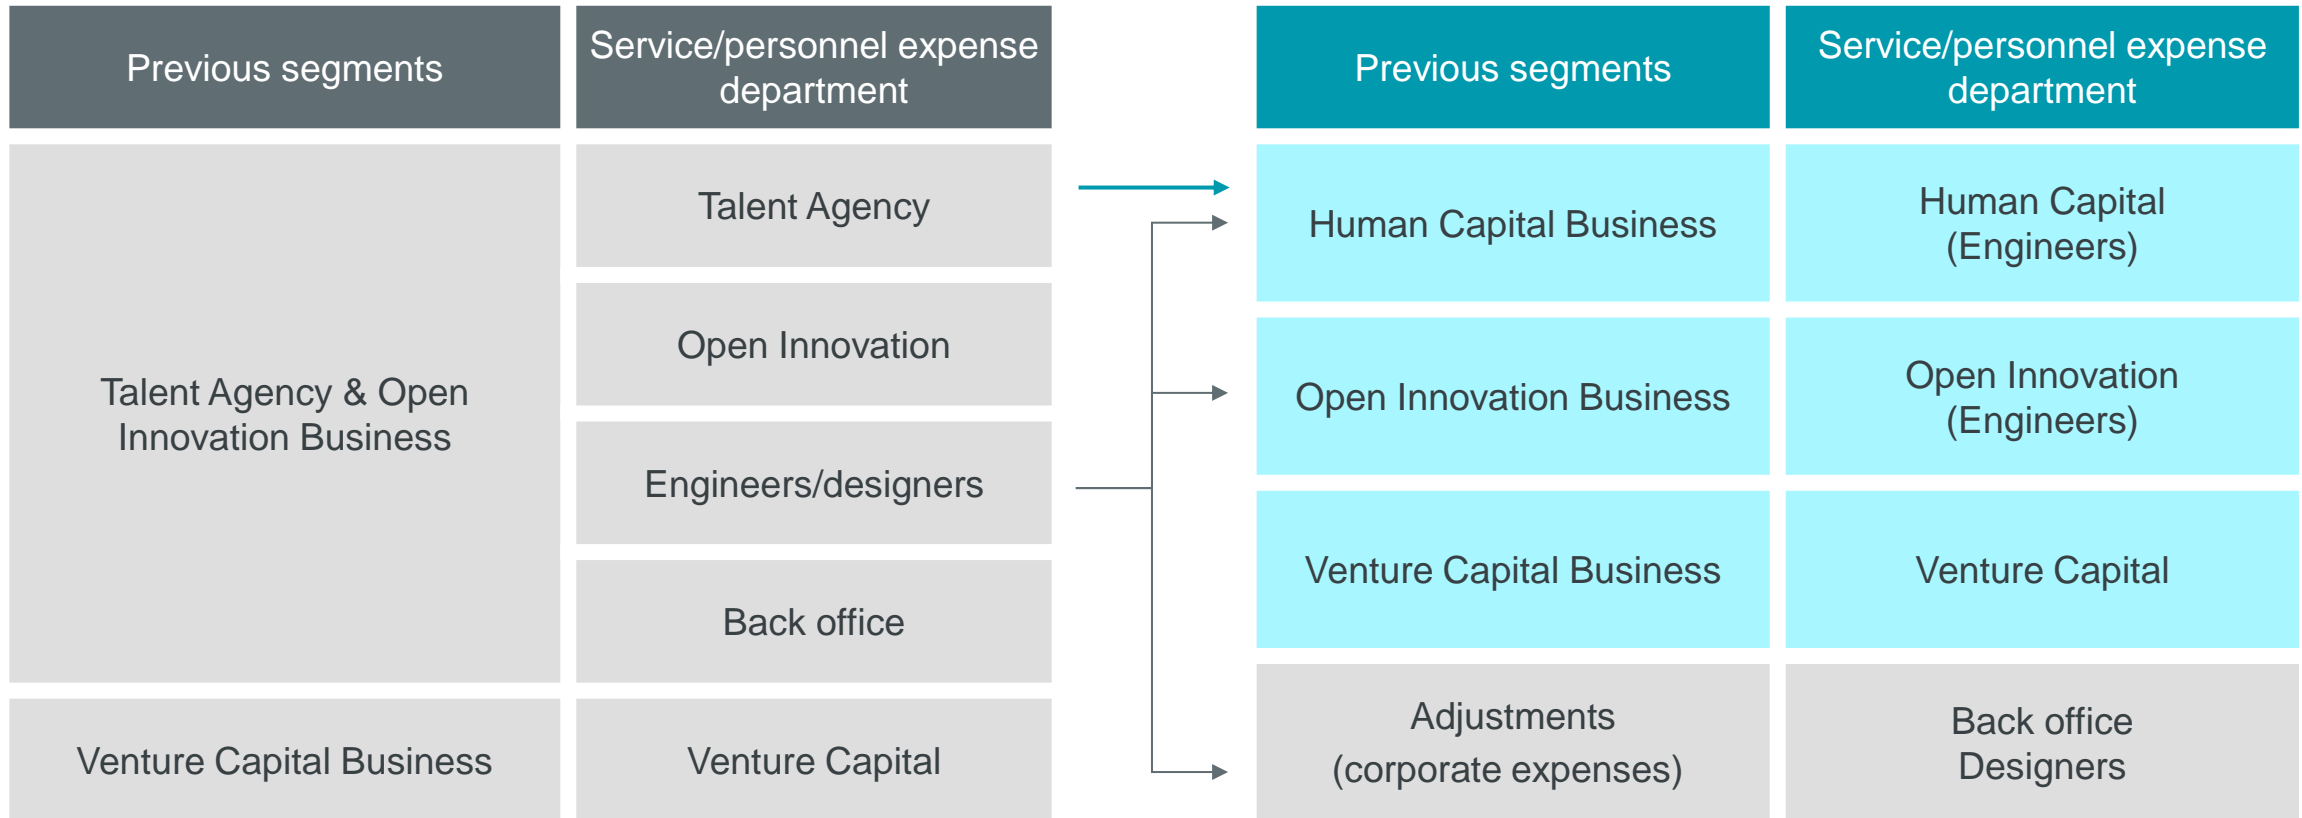 Previous segments
Service/personnel expense
department
Previous segments
Service/personnel expense
department
Talent Agency & Open
Innovation Business
Talent Agency
Open Innovation
Engineers/designers
Back office
Venture Capital Business
Venture Capital
Human Capital Business
Human Capital
(Engineers)
Open Innovation Business
Open Innovation
(Engineers)
Venture Capital Business
Venture Capital
Adjustments
(corporate expenses)
Back office
Designers